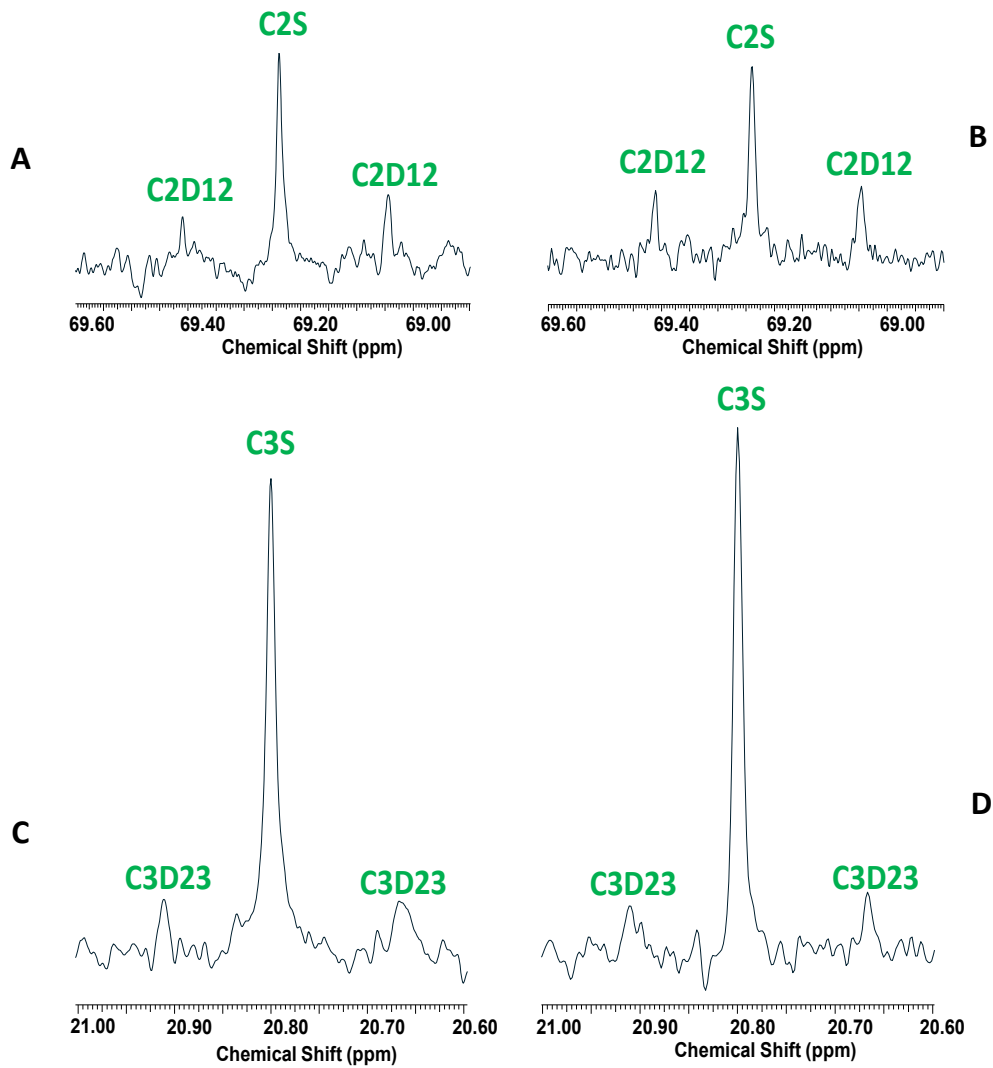 C2S
C2S
A
B
C2D12
C2D12
C2D12
C2D12
69.60 69.40 69.20 69.00
Chemical Shift (ppm)
69.60 69.40 69.20 69.00
Chemical Shift (ppm)
C3S
C3S
C
D
C3D23
C3D23
C3D23
C3D23
21.00 20.90 20.80 20.70 20.60
Chemical Shift (ppm)
21.00 20.90 20.80 20.70 20.60
Chemical Shift (ppm)